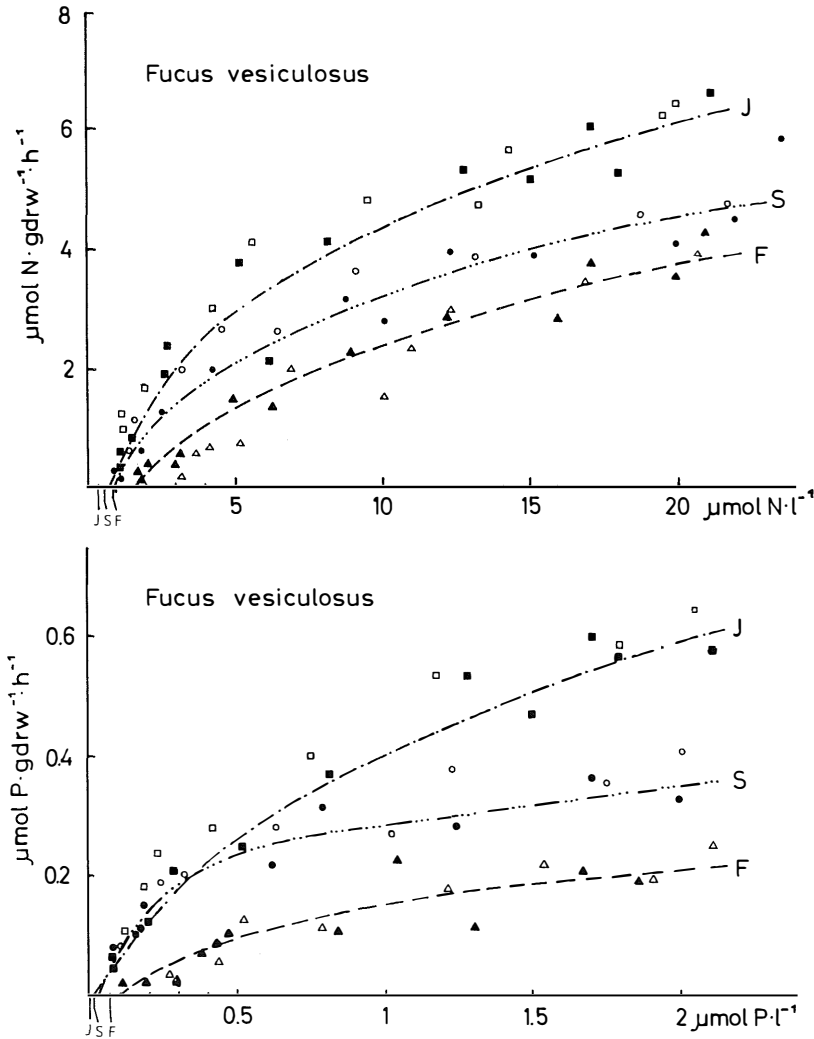 8
Fucus vesiculosus
J
6
S
4
F
2
μmol N·gdrw⁻¹·h⁻¹
5 10 15 20 μmol N·l⁻¹
J S F
Fucus vesiculosus
J
0.6
0.4
S
0.2
F
μmol P·gdrw⁻¹·h⁻¹
0.5 1 1.5 2 μmol P·l⁻¹
J S F